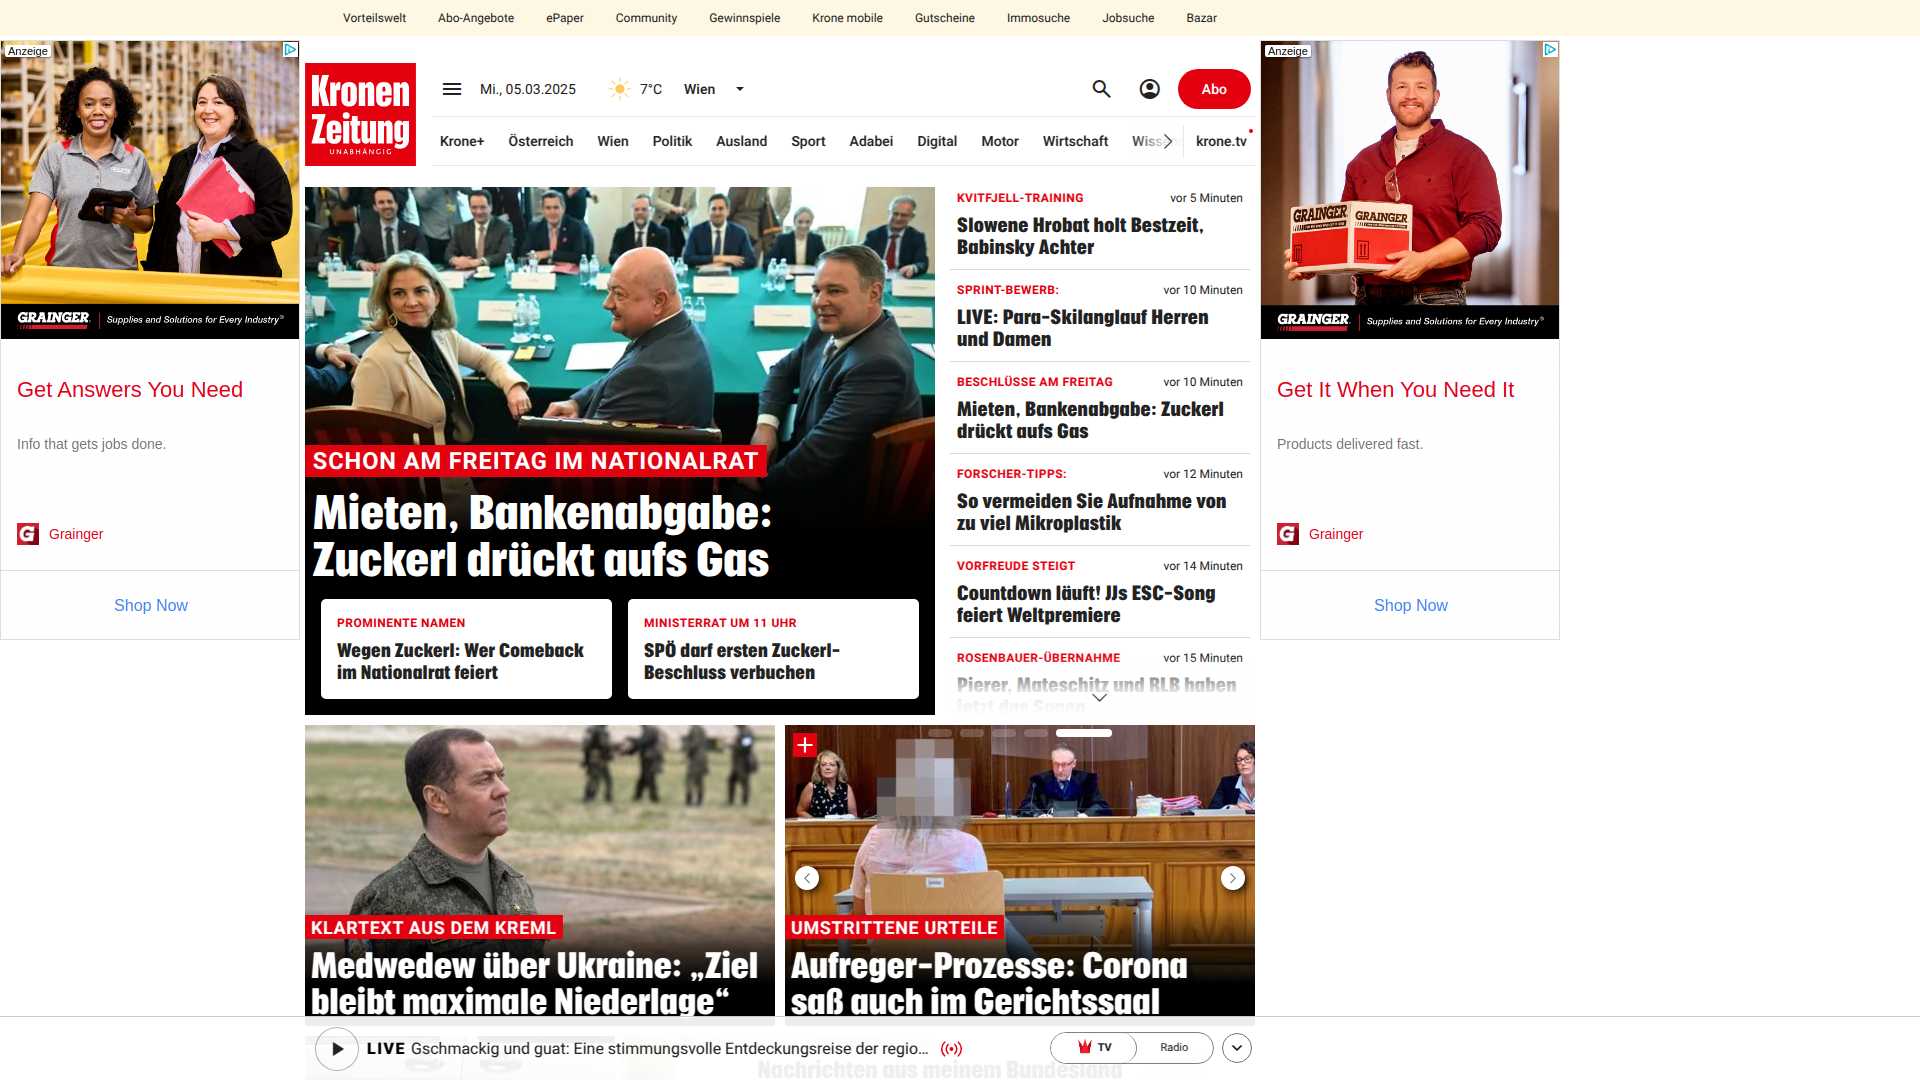 Vorteilswelt Abo-Angebote ePaper Community Gewinnspiele Krone mobile Gutscheine Immosuche Jobsuche Bazar
Anzeige
GRAINGER Supplies and Solutions for Every Industry®
Get Answers You Need
Info that gets jobs done.
Grainger
Shop Now
Kronen
Zeitung
UNABHÄNGIG
Mi., 05.03.2025 7°C Wien
Abo
Krone+ Österreich Wien Politik Ausland Sport Adabei Digital Motor Wirtschaft krone.tv
SCHON AM FREITAG IM NATIONALRAT
Mieten, Bankenabgabe:
Zuckerl drückt aufs Gas
PROMINENTE NAMEN
Wegen Zuckerl: Wer Comeback
im Nationalrat feiert
MINISTERRAT UM 11 UHR
SPÖ darf ersten Zuckerl-
Beschluss verbuchen
KVITFJELL-TRAINING vor 5 Minuten
Slowene Hrobat holt Bestzeit,
Babinsky Achter
SPRINT-BEWERB: vor 10 Minuten
LIVE: Para-Skilanglauf Herren
und Damen
BESCHLÜSSE AM FREITAG vor 10 Minuten
Mieten, Bankenabgabe: Zuckerl
drückt aufs Gas
FORSCHER-TIPPS: vor 12 Minuten
So vermeiden Sie Aufnahme von
zu viel Mikroplastik
VORFREUDE STEIGT vor 14 Minuten
Countdown läuft! JJs ESC-Song
feiert Weltpremiere
ROSENBAUER-ÜBERNAHME vor 15 Minuten
Pierer, Mateschitz und RLB haben
jetzt das Sagen
Anzeige
GRAINGER GRAINGER
GRAINGER Supplies and Solutions for Every Industry®
Get It When You Need It
Products delivered fast.
Grainger
Shop Now
KLARTEXT AUS DEM KREML
Medwedew über Ukraine: „Ziel
bleibt maximale Niederlage“
UMSTRITTENE URTEILE
Aufreger-Prozesse: Corona
saß auch im Gerichtssaal
LIVE Gschmackig und guat: Eine stimmungsvolle Entdeckungsreise der regio...
TV Radio
Nachrichten aus meinem Bundesland